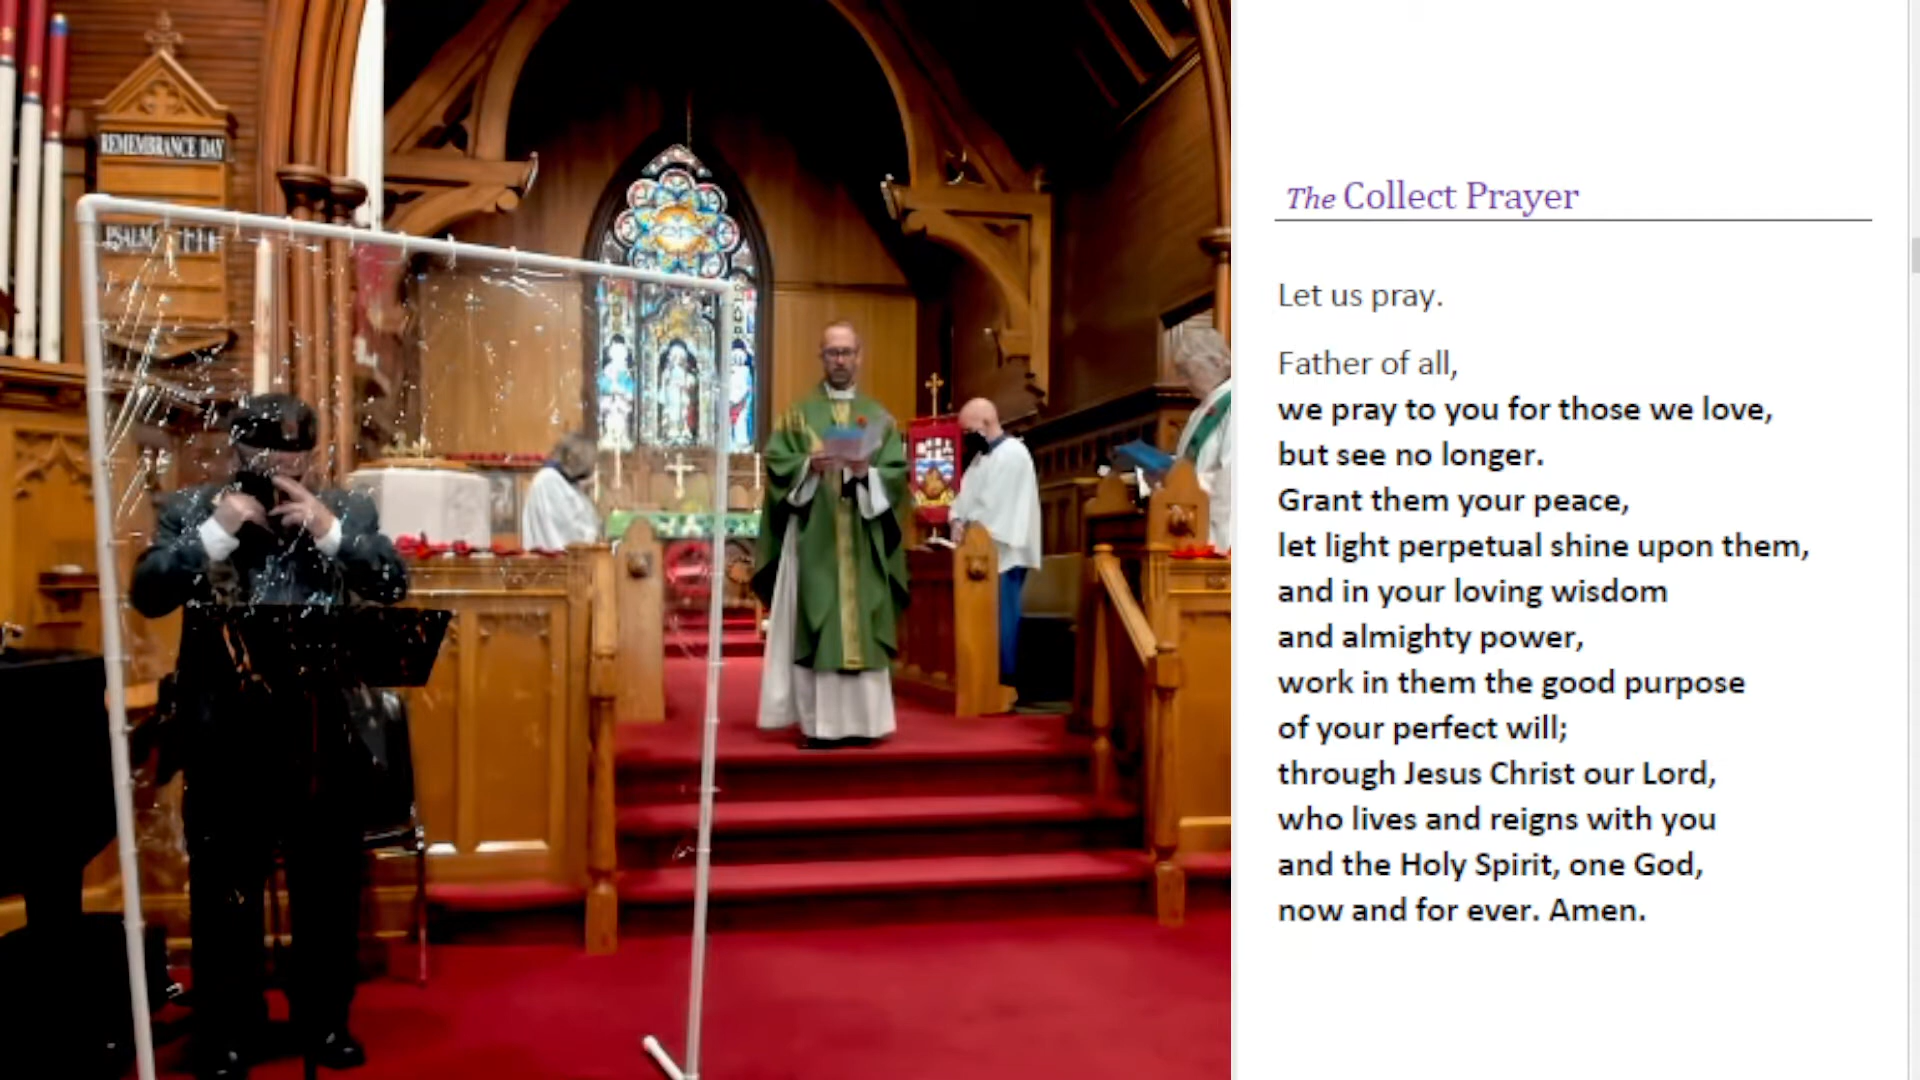 REMEMBRANCE DAY
PSALM
The Collect Prayer
Let us pray.
Father of all,
we pray to you for those we love,
but see no longer.
Grant them your peace,
let light perpetual shine upon them,
and in your loving wisdom
and almighty power,
work in them the good purpose
of your perfect will;
through Jesus Christ our Lord,
who lives and reigns with you
and the Holy Spirit, one God,
now and for ever. Amen.